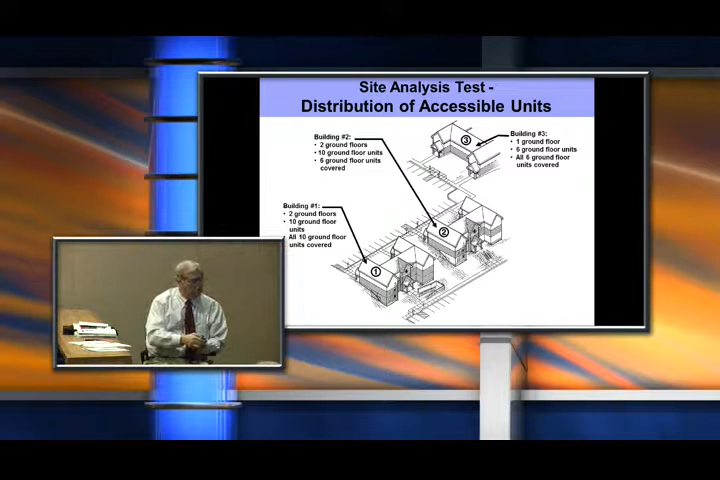 Site Analysis Test -
Distribution of Accessible Units
Building #2:
• 2 ground floors
• 10 ground floor units
• 6 ground floor units
covered
Building #3:
• 1 ground floor
• 6 ground floor units
• All 6 ground floor
units covered
Building #1:
• 2 ground floors
• 10 ground floor
units
• All 10 ground floor
units covered
3
2
1